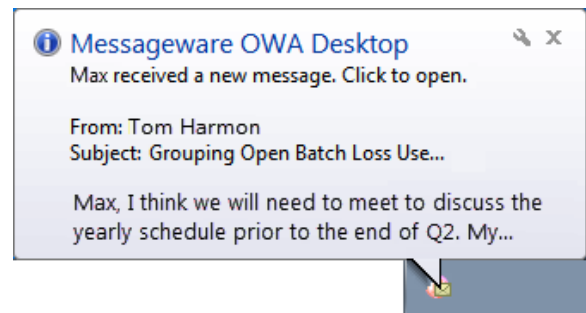 Messageware OWA Desktop
Max received a new message. Click to open.
From: Tom Harmon
Subject: Grouping Open Batch Loss Use...
Max, I think we will need to meet to discuss the
yearly schedule prior to the end of Q2. My...